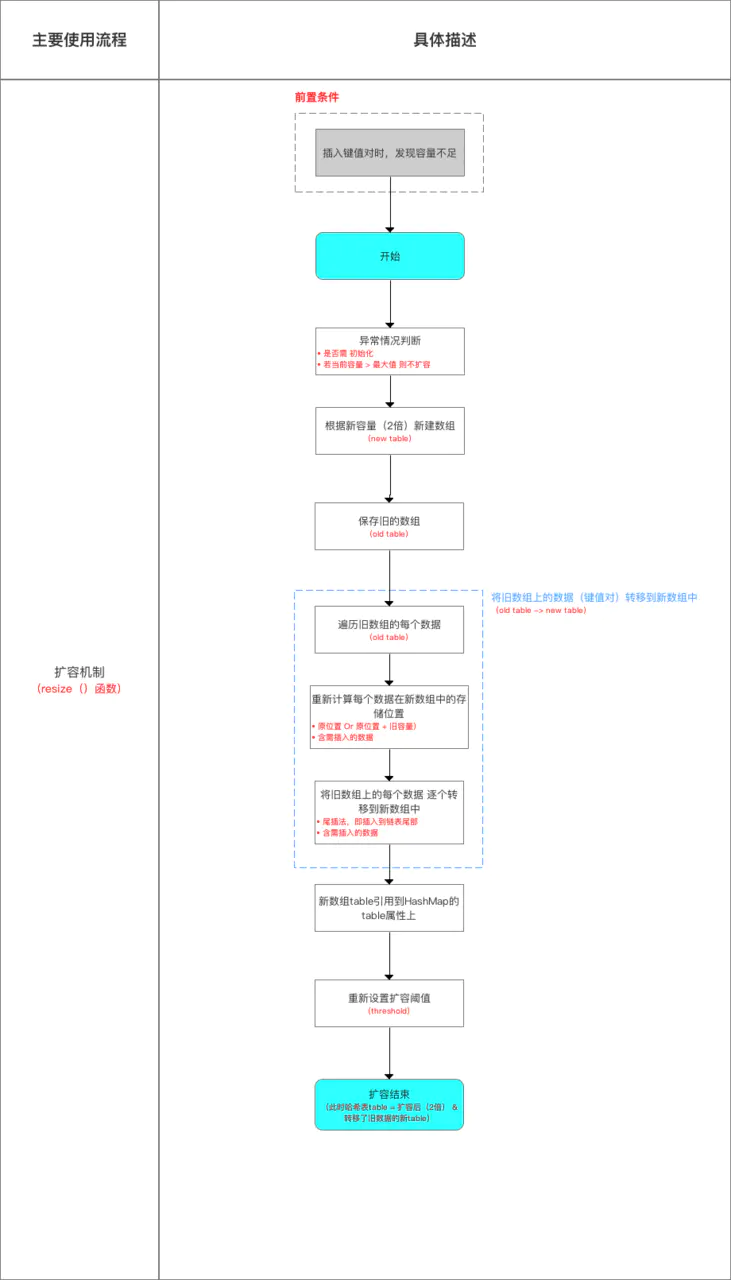 主要使用流程
具体描述
前置条件
插入键值对时，发现容量不足
开始
异常情况判断
• 是否需 初始化
• 若当前容量 > 最大值 则不扩容
根据新容量（2倍）新建数组
（new table）
保存旧的数组
（old table）
将旧数组上的数据（键值对）转移到新数组中
（old table –> new table）
遍历旧数组的每个数据
（old table）
扩容机制
（resize（）函数）
重新计算每个数据在新数组中的存
储位置
• 原位置 Or 原位置 + 旧容量）
• 含需插入的数据
将旧数组上的每个数据 逐个转
移到新数组中
• 尾插法，即插入到链表尾部
• 含需插入的数据
新数组table引用到HashMap的
table属性上
重新设置扩容阈值
（threshold）
扩容结束
（此时哈希表table = 扩容后（2倍） &
转移了旧数据的新table）